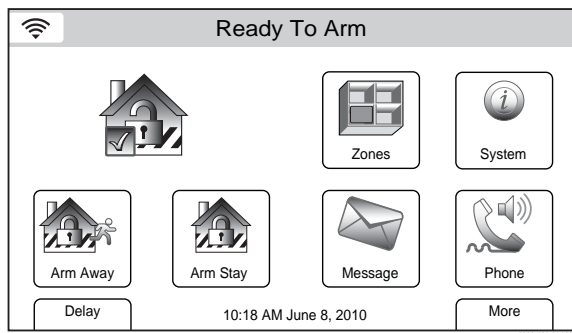 Ready To Arm
Zones
System
Arm Away
Arm Stay
Message
Phone
Delay
10:18 AM June 8, 2010
More